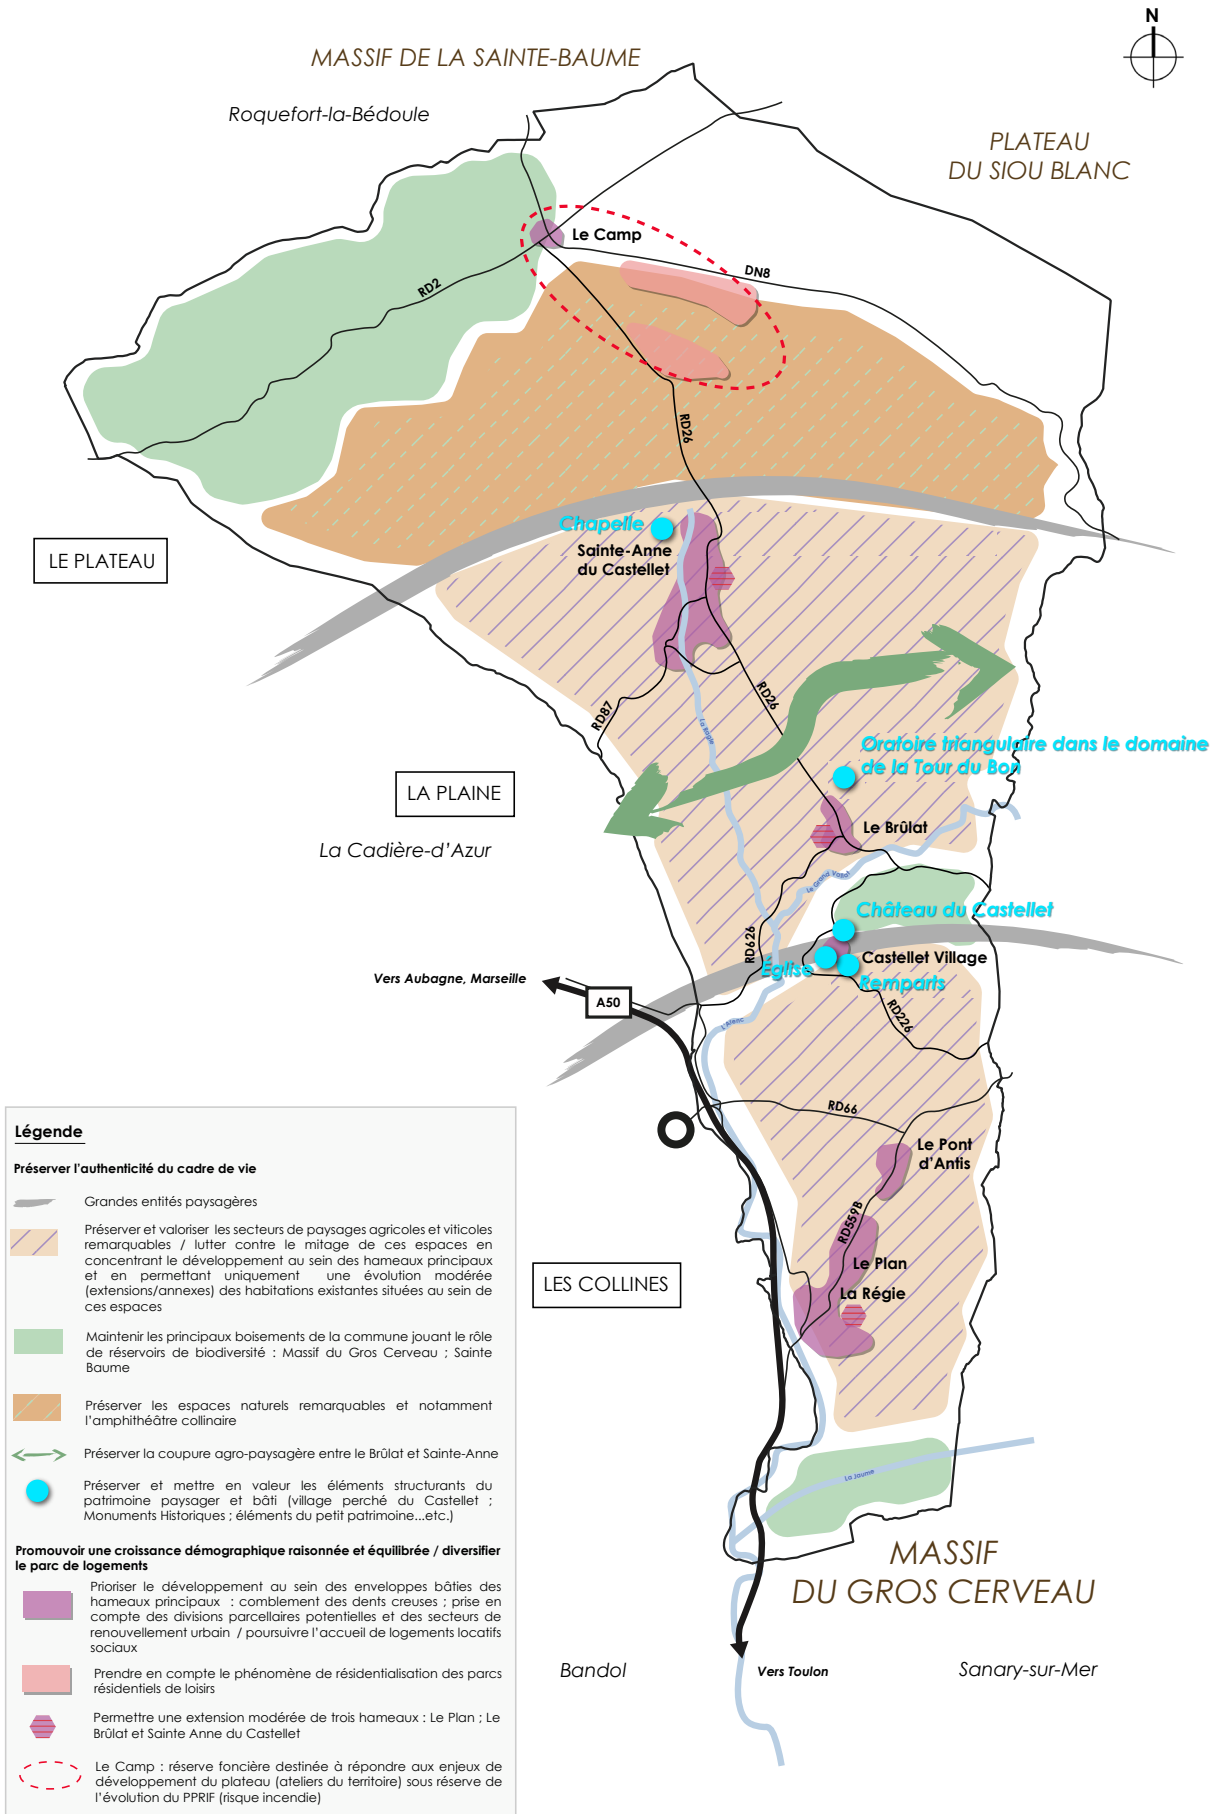 N
MASSIF DE LA SAINTE-BAUME
Roquefort-la-Bédoule
PLATEAU
DU SIOU BLANC
Le Camp
DN8
RD2
RD26
Chapelle
Sainte-Anne
du Castellet
LE PLATEAU
RD87
RD26
La Ragle
Oratoire triangulaire dans le domaine
de la Tour du Bon
LA PLAINE
Le Brûlat
La Cadière-d'Azur
Le Grand Vazat
Château du Castellet
RD626
Castellet Village
Église
Remparts
Vers Aubagne, Marseille
A50
RD226
L'Aranc
RD66
Le Pont
d'Antis
RD559B
Le Plan
La Régie
LES COLLINES
La Jaume
MASSIF
DU GROS CERVEAU
Bandol
Vers Toulon
Sanary-sur-Mer
Légende
Préserver l'authenticité du cadre de vie
Grandes entités paysagères
Préserver et valoriser les secteurs de paysages agricoles et viticoles
remarquables / lutter contre le mitage de ces espaces en
concentrant le développement au sein des hameaux principaux
et en permettant uniquement une évolution modérée
(extensions/annexes) des habitations existantes situées au sein de
ces espaces
Maintenir les principaux boisements de la commune jouant le rôle
de réservoirs de biodiversité : Massif du Gros Cerveau ; Sainte
Baume
Préserver les espaces naturels remarquables et notamment
l'amphithéâtre collinaire
Préserver la coupure agro-paysagère entre le Brûlat et Sainte-Anne
Préserver et mettre en valeur les éléments structurants du
patrimoine paysager et bâti (village perché du Castellet ;
Monuments Historiques ; éléments du petit patrimoine...etc.)
Promouvoir une croissance démographique raisonnée et équilibrée / diversifier
le parc de logements
Prioriser le développement au sein des enveloppes bâties des
hameaux principaux : comblement des dents creuses ; prise en
compte des divisions parcellaires potentielles et des secteurs de
renouvellement urbain / poursuivre l'accueil de logements locatifs
sociaux
Prendre en compte le phénomène de résidentialisation des parcs
résidentiels de loisirs
Permettre une extension modérée de trois hameaux : Le Plan ; Le
Brûlat et Sainte Anne du Castellet
Le Camp : réserve foncière destinée à répondre aux enjeux de
développement du plateau (ateliers du territoire) sous réserve de
l'évolution du PPRIF (risque incendie)